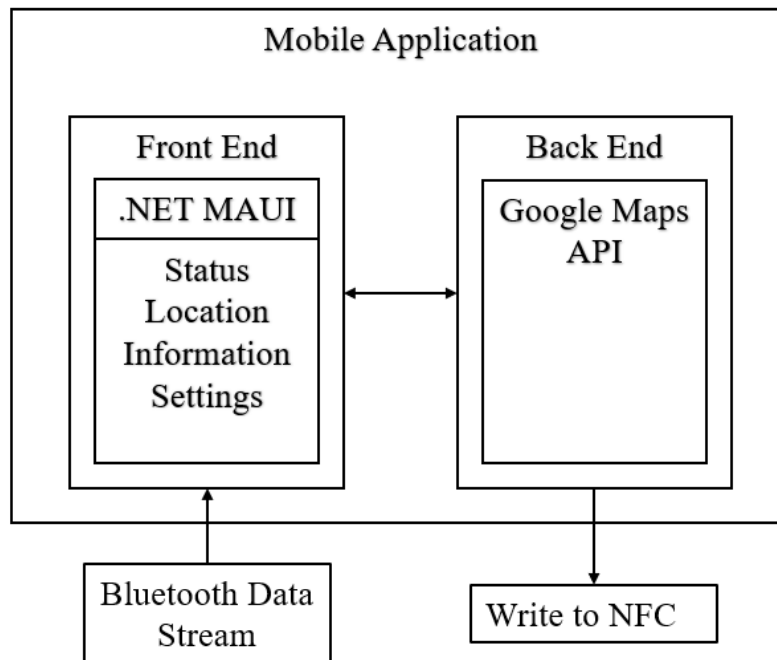 Mobile Application
Front End
.NET MAUI
Status
Location
Information
Settings
Back End
Google Maps
API
Bluetooth Data
Stream
Write to NFC